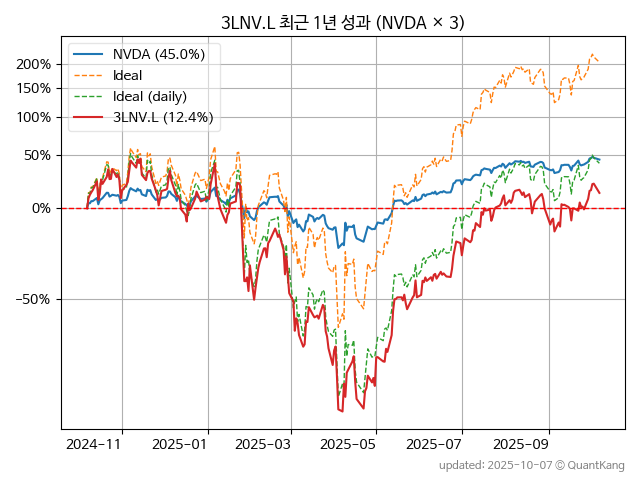 3LNV.L 최근 1년 성과 (NVDA × 3)
NVDA (45.0%)
Ideal
Ideal (daily)
3LNV.L (12.4%)
200%
150%
100%
50%
0%
−50%
2024-11
2025-01
2025-03
2025-05
2025-07
2025-09
updated: 2025-10-07 © QuantKang